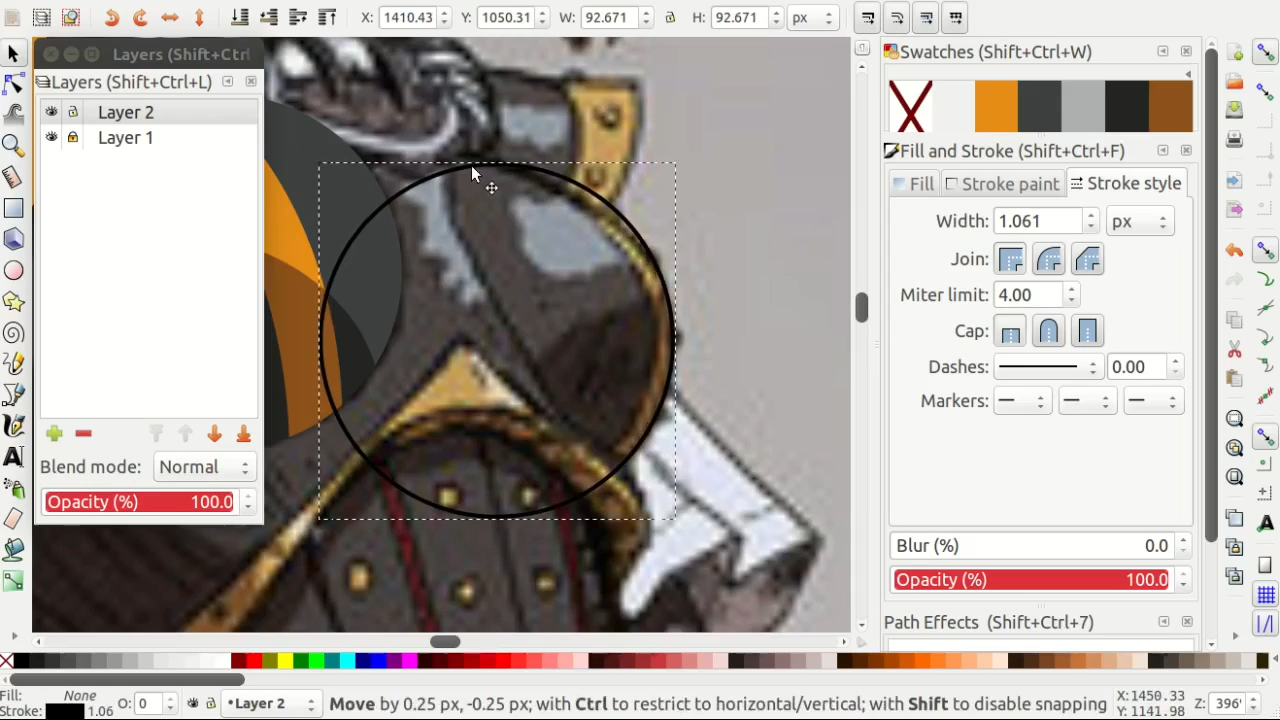 X: 1410.43 Y: 1050.31 W: 92.671 H: 92.671 px
Layers (Shift+Ctrl
Layers (Shift+Ctrl+L)
Layer 2
Layer 1
Blend mode: Normal
Opacity (%) 100.0
Swatches (Shift+Ctrl+W)
Fill and Stroke (Shift+Ctrl+F)
Fill Stroke paint Stroke style
Width: 1.061 px
Join:
Miter limit: 4.00
Cap:
Dashes: 0.00
Markers:
Blur (%) 0.0
Opacity (%) 100.0
Path Effects (Shift+Ctrl+7)
Fill: None
Stroke: 1.06
O: 0
•Layer 2
Move by 0.25 px, -0.25 px; with Ctrl to restrict to horizontal/vertical; with Shift to disable snapping
X:1450.33
Y:1141.98
Z: 396